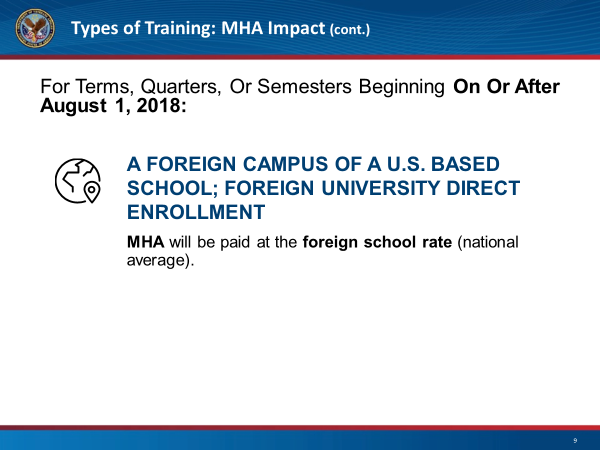 Types of Training: MHA Impact (cont.)
For Terms, Quarters, Or Semesters Beginning On Or After
August 1, 2018:
A FOREIGN CAMPUS OF A U.S. BASED
SCHOOL; FOREIGN UNIVERSITY DIRECT
ENROLLMENT
MHA will be paid at the foreign school rate (national
average).
9